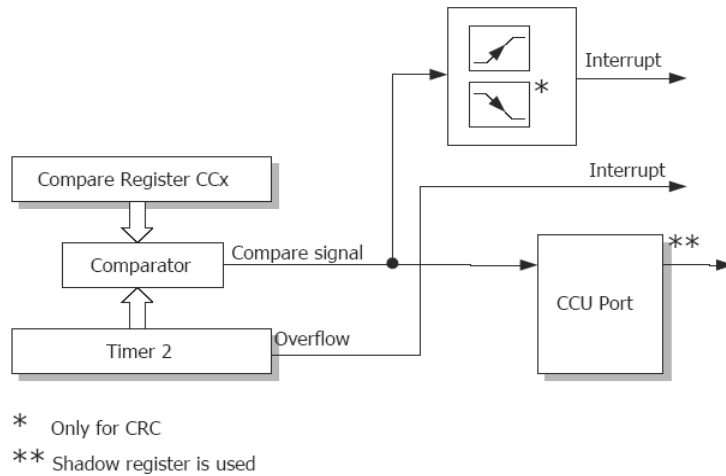 *
Interrupt
Compare Register CCx
Interrupt
Comparator
Compare signal
**
CCU Port
Timer 2
Overflow
* Only for CRC
** Shadow register is used